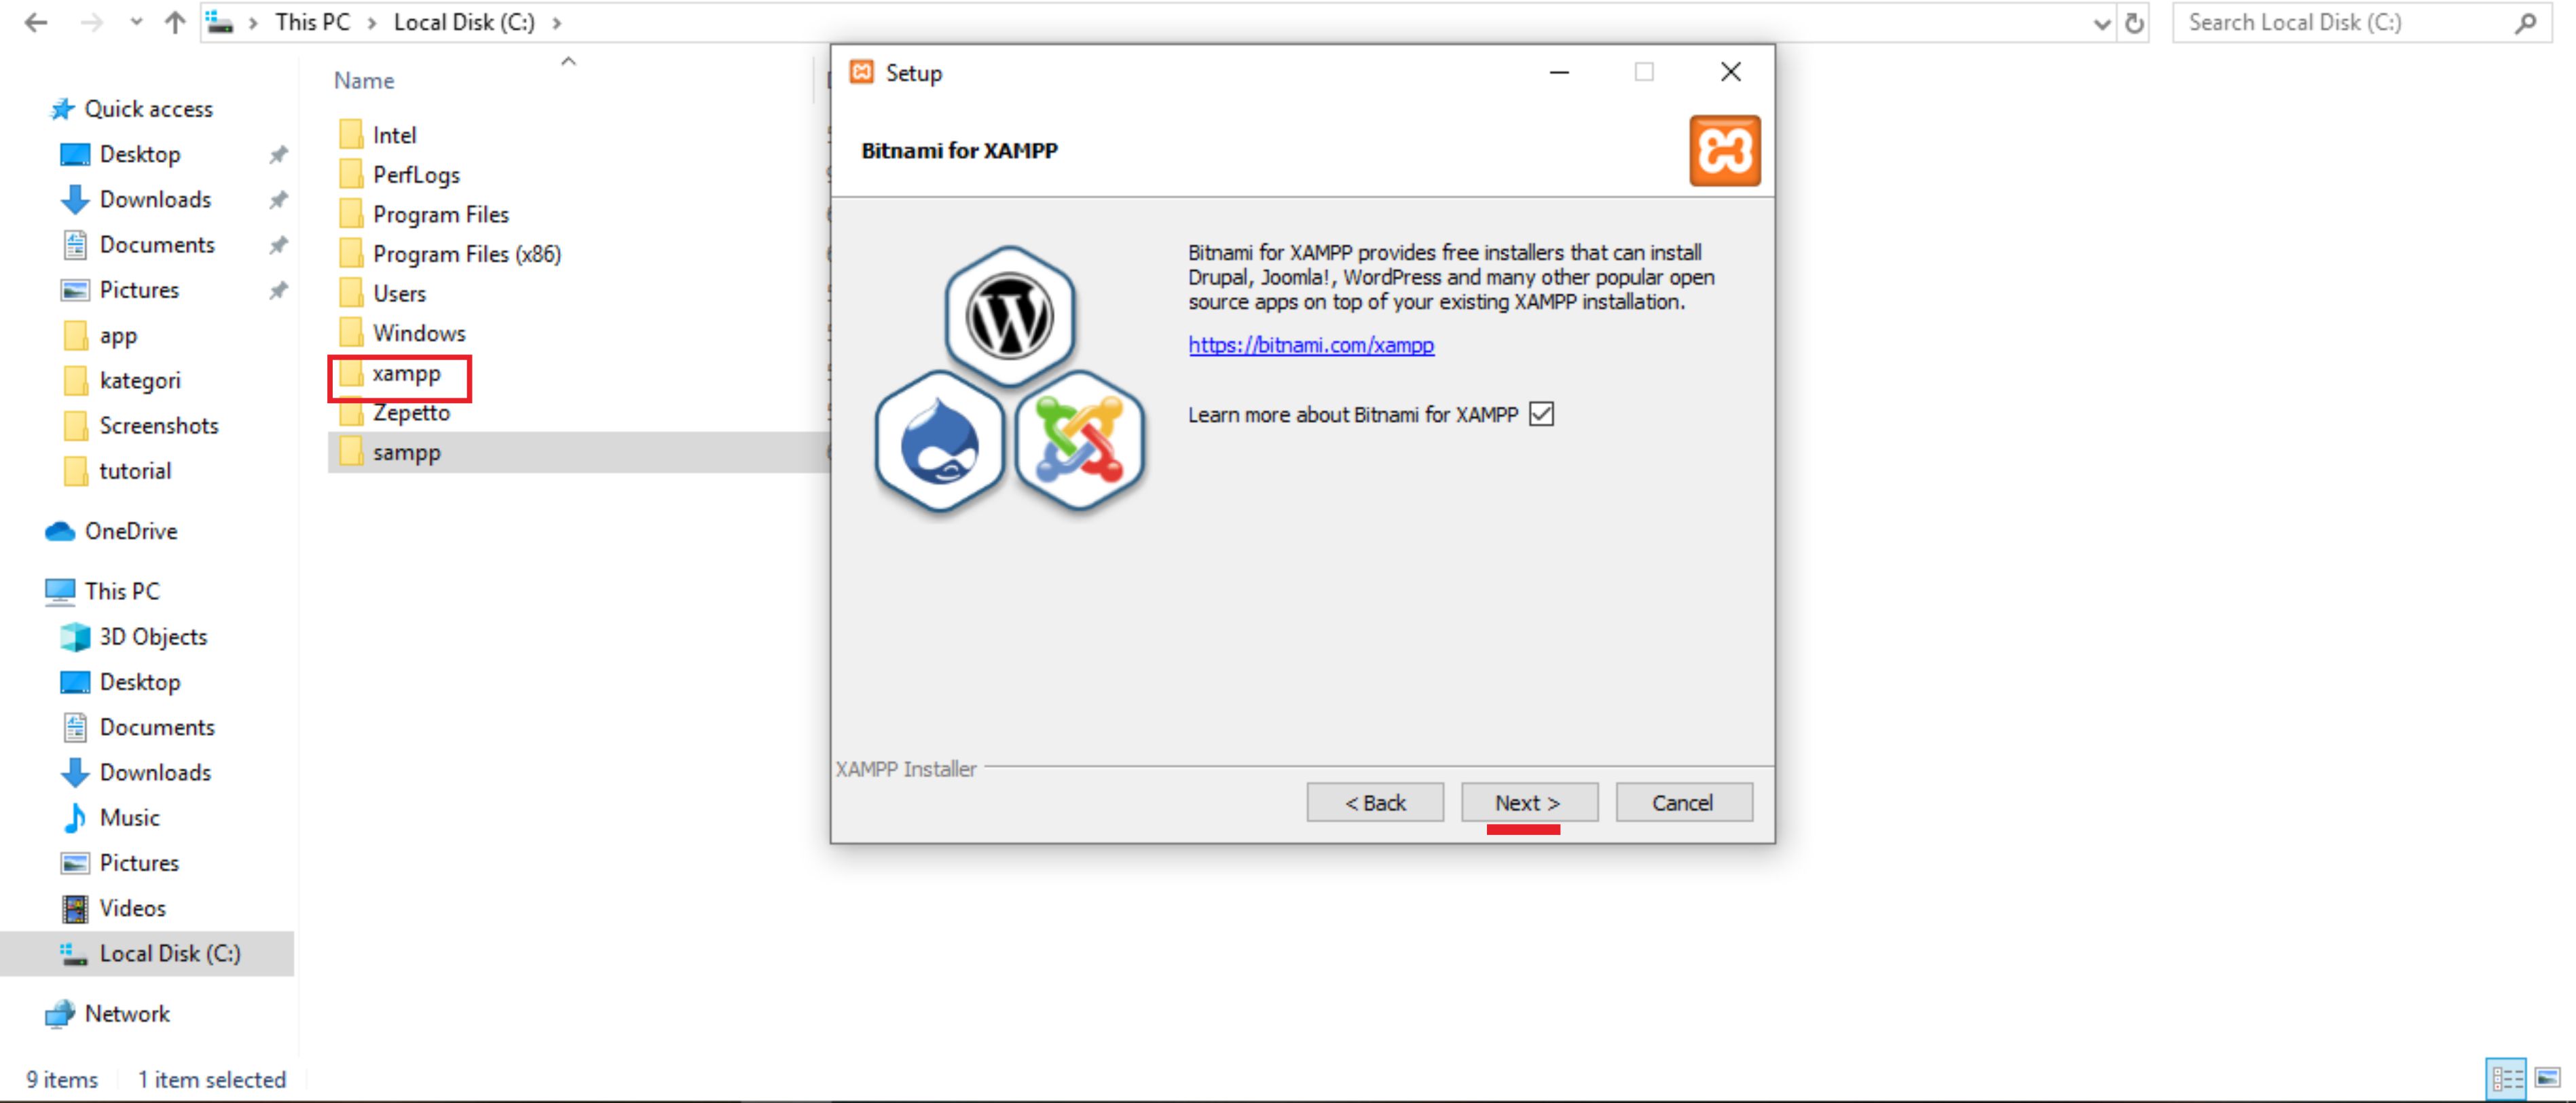 This PC > Local Disk (C:) >
Search Local Disk (C:)
Quick access
Desktop
Downloads
Documents
Pictures
app
kategori
Screenshots
tutorial
OneDrive
This PC
3D Objects
Desktop
Documents
Downloads
Music
Pictures
Videos
Local Disk (C:)
Network
Name
Intel
PerfLogs
Program Files
Program Files (x86)
Users
Windows
xampp
Zepetto
sampp
Setup
Bitnami for XAMPP
Bitnami for XAMPP provides free installers that can install
Drupal, Joomla!, WordPress and many other popular open
source apps on top of your existing XAMPP installation.
https://bitnami.com/xampp
Learn more about Bitnami for XAMPP
XAMPP Installer
< Back
Next >
Cancel
9 items
1 item selected